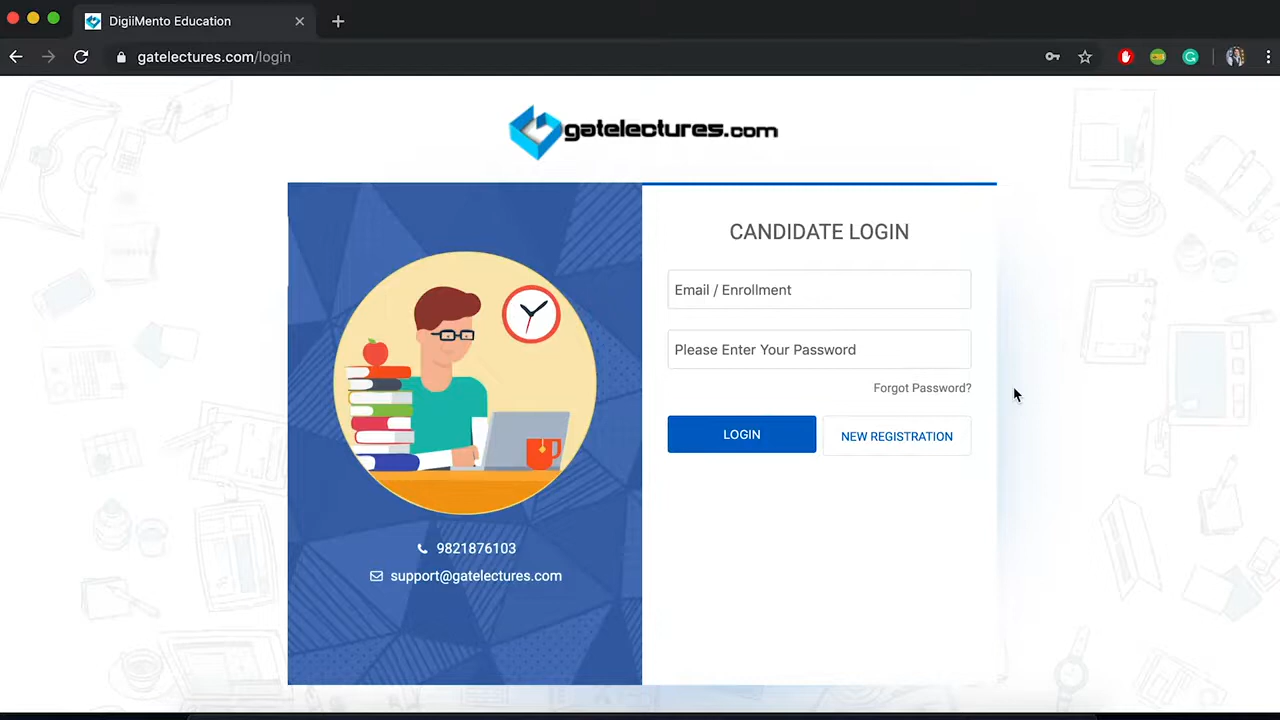 DigiiMento Education
gatelectures.com/login
gatelectures.com
CANDIDATE LOGIN
Email / Enrollment
Please Enter Your Password
Forgot Password?
LOGIN
NEW REGISTRATION
9821876103
support@gatelectures.com